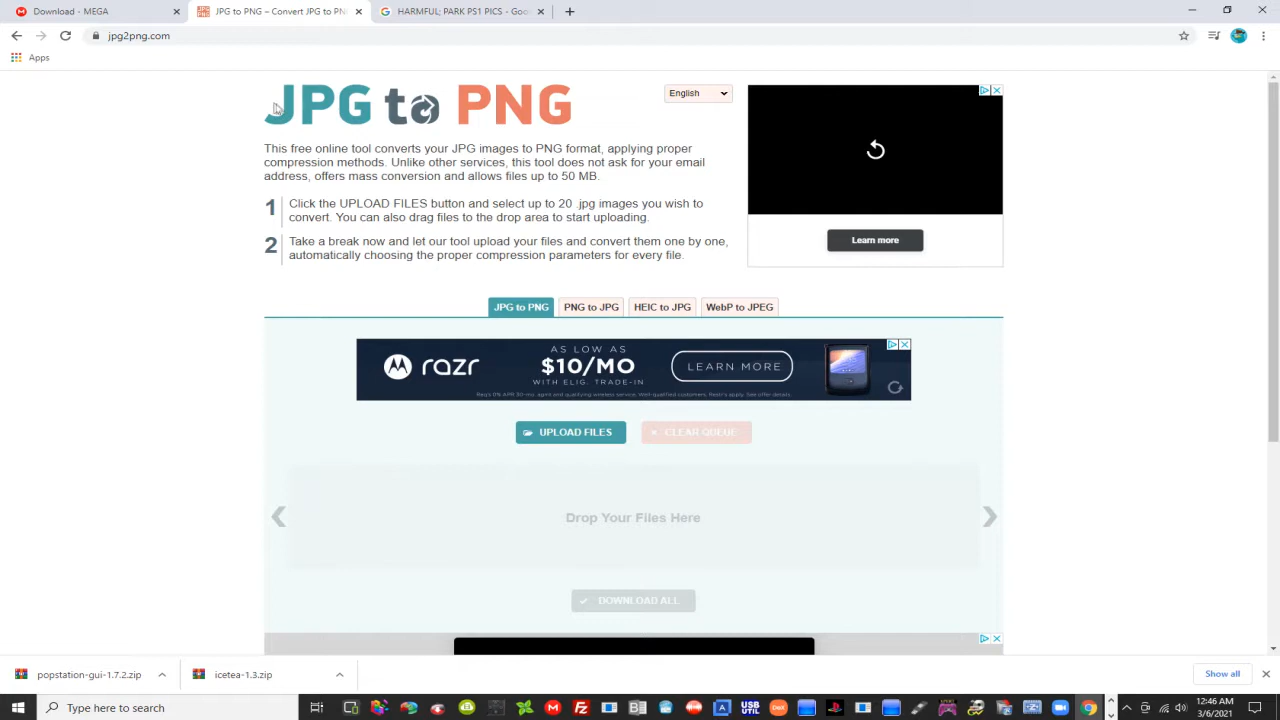 Download - MEGA
JPG to PNG – Convert JPG to PN
HARMFUL; PARK PS1 PICS - Goo
jpg2png.com
Apps
JPG to PNG
English
This free online tool converts your JPG images to PNG format, applying proper
compression methods. Unlike other services, this tool does not ask for your email
address, offers mass conversion and allows files up to 50 MB.
1 Click the UPLOAD FILES button and select up to 20 .jpg images you wish to
convert. You can also drag files to the drop area to start uploading.
2 Take a break now and let our tool upload your files and convert them one by one,
automatically choosing the proper compression parameters for every file.
Learn more
JPG to PNG PNG to JPG HEIC to JPG WebP to JPEG
razr
AS LOW AS
$10/MO
WITH ELIG. TRADE-IN
LEARN MORE
UPLOAD FILES CLEAR QUEUE
Drop Your Files Here
DOWNLOAD ALL
popstation-gui-1.7.2.zip
icetea-1.3.zip
Show all
Type here to search
USB
UTIL
12:46 AM
3/6/2021